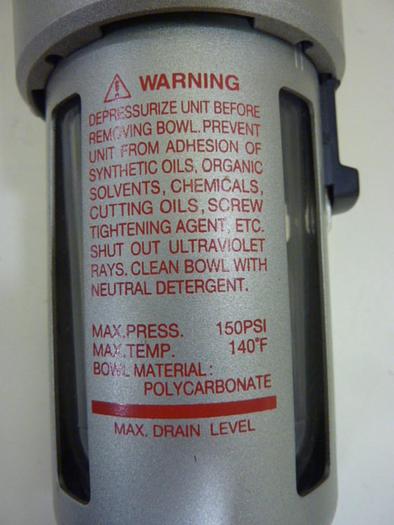 WARNING
DEPRESSURIZE UNIT BEFORE
REMOVING BOWL. PREVENT
UNIT FROM ADHESION OF
SYNTHETIC OILS, ORGANIC
SOLVENTS, CHEMICALS,
CUTTING OILS, SCREW
TIGHTENING AGENT, ETC.
SHUT OUT ULTRAVIOLET
RAYS. CLEAN BOWL WITH
NEUTRAL DETERGENT.
MAX. PRESS. 150PSI
MAX. TEMP. 140°F
BOWL MATERIAL:
POLYCARBONATE
MAX. DRAIN LEVEL